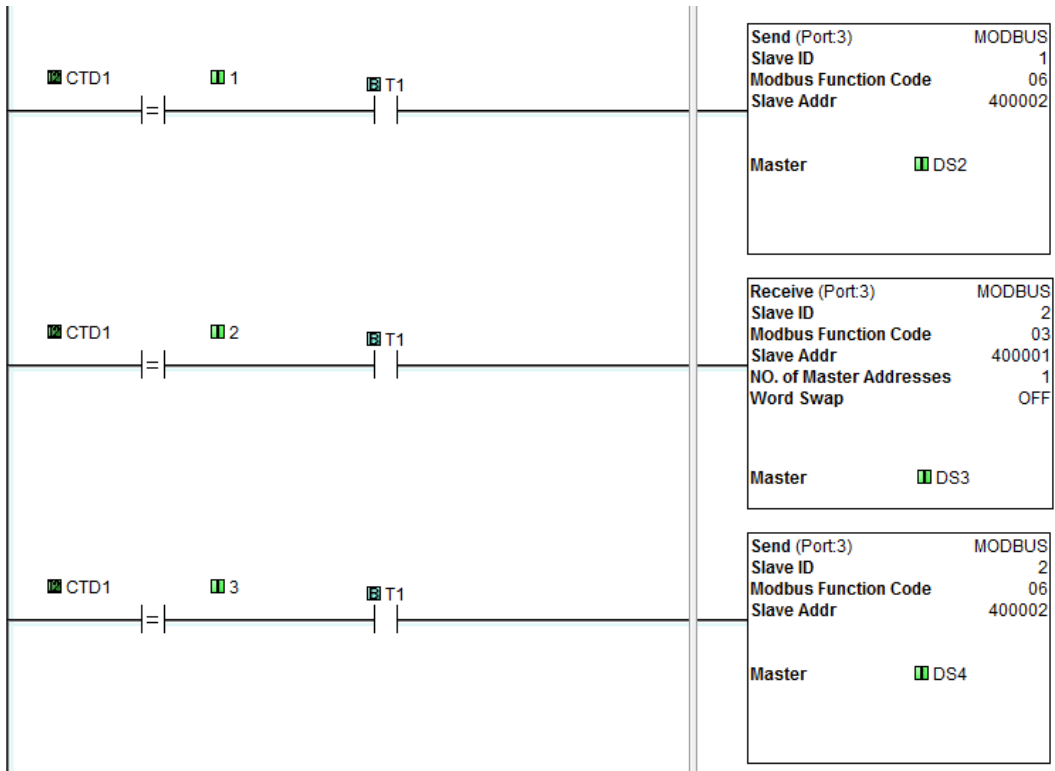 CTD1 1 T1
=
Send (Port:3) MODBUS
Slave ID 1
Modbus Function Code 06
Slave Addr 400002
Master DS2
CTD1 2 T1
=
Receive (Port:3) MODBUS
Slave ID 2
Modbus Function Code 03
Slave Addr 400001
NO. of Master Addresses 1
Word Swap OFF
Master DS3
CTD1 3 T1
=
Send (Port:3) MODBUS
Slave ID 2
Modbus Function Code 06
Slave Addr 400002
Master DS4